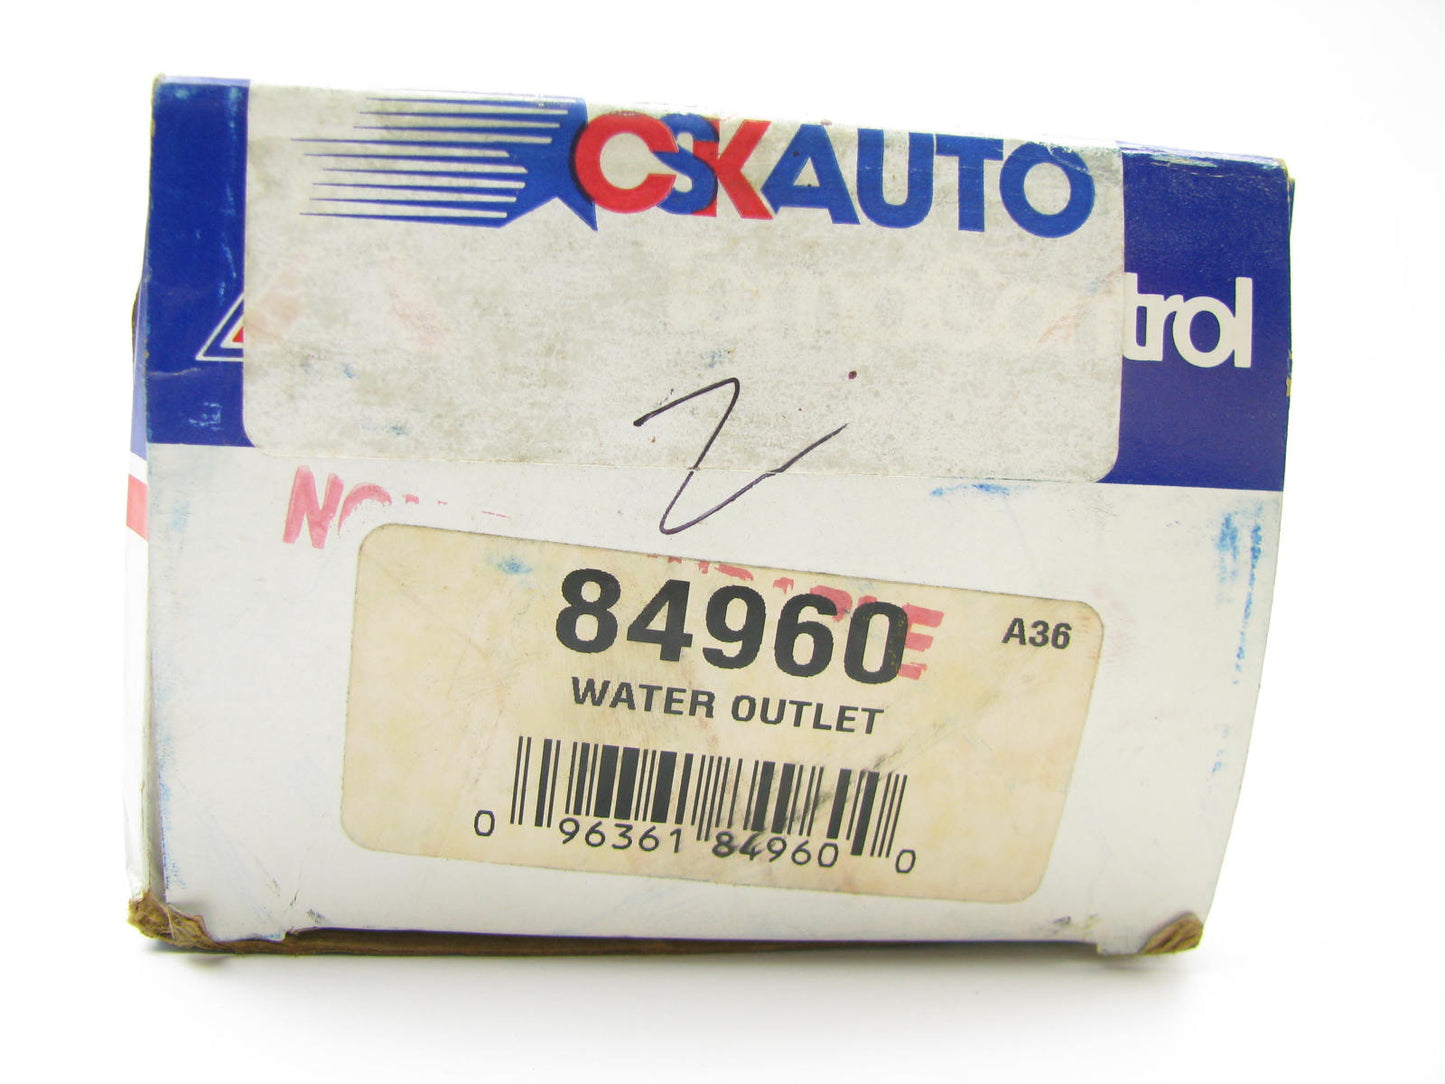 CSKAUTO
trol
84960
A36
WATER OUTLET
0 96361 84960 0